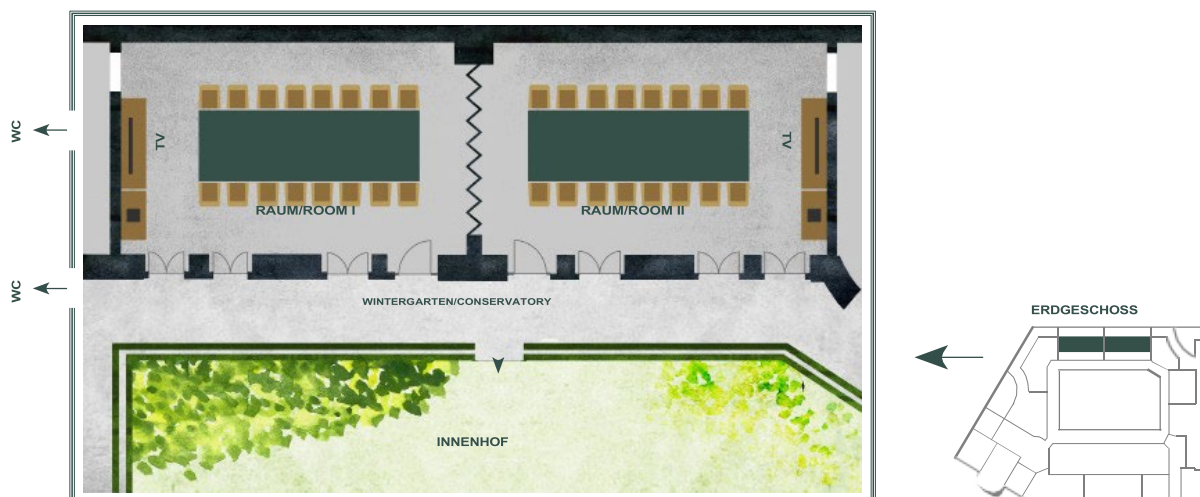 WC
TV
TV
RAUM/ROOM I
RAUM/ROOM II
WC
WINTERGARTEN/CONSERVATORY
ERDGESCHOSS
INNENHOF